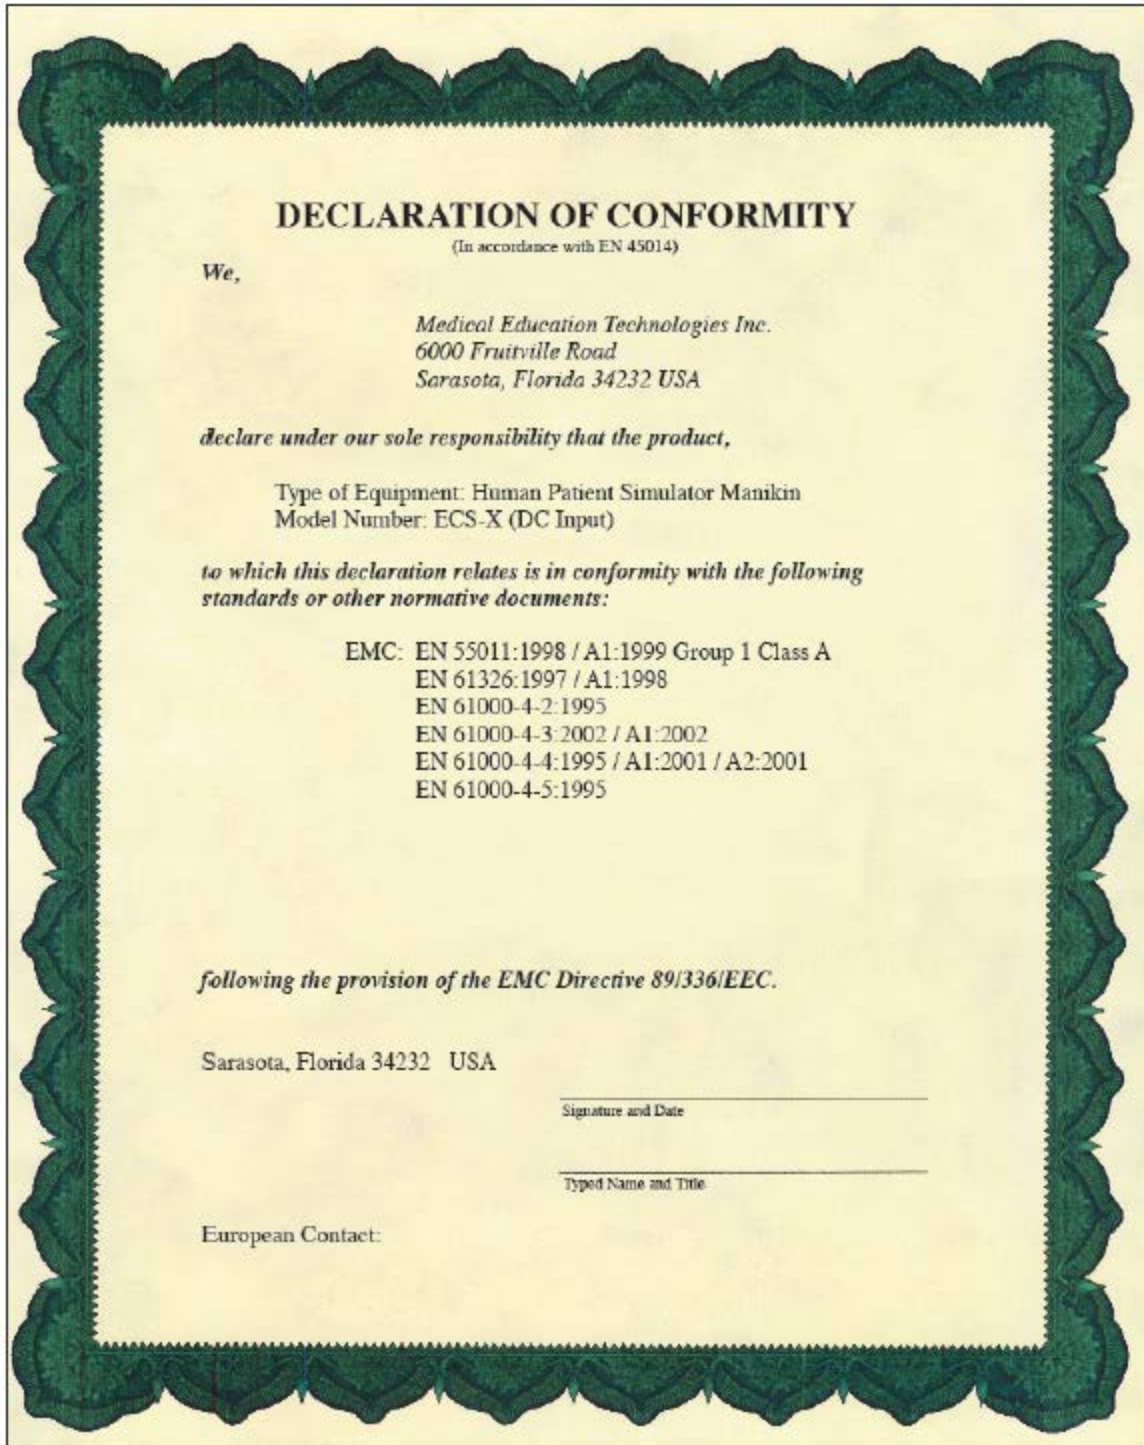 DECLARATION OF CONFORMITY
(In accordance with EN 45014)
We,
Medical Education Technologies Inc.
6000 Fruitville Road
Sarasota, Florida 34232 USA
declare under our sole responsibility that the product,
Type of Equipment: Human Patient Simulator Manikin
Model Number: ECS-X (DC Input)
to which this declaration relates is in conformity with the following
standards or other normative documents:
EMC: EN 55011:1998 / A1:1999 Group 1 Class A
EN 61326:1997 / A1:1998
EN 61000-4-2:1995
EN 61000-4-3:2002 / A1:2002
EN 61000-4-4:1995 / A1:2001 / A2:2001
EN 61000-4-5:1995
following the provision of the EMC Directive 89/336/EEC.
Sarasota, Florida 34232 USA
Signature and Date
Typed Name and Title
European Contact: